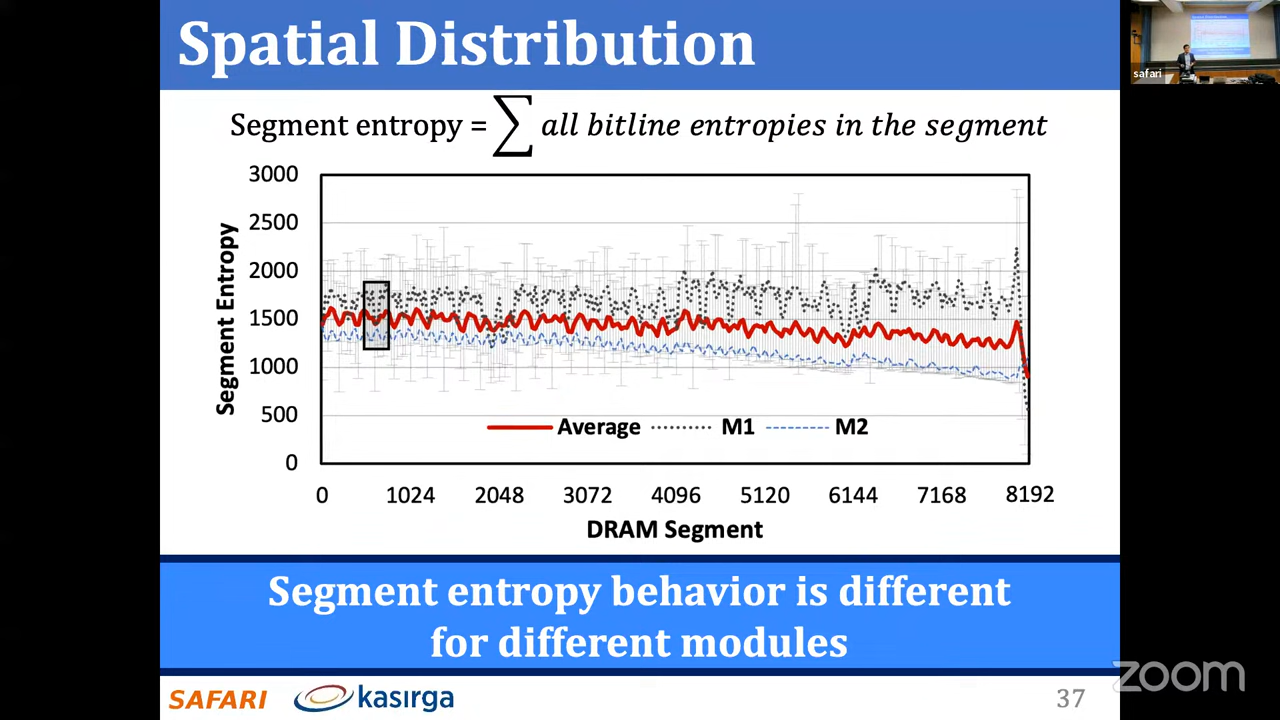 Spatial Distribution
safari
Segment entropy = ∑ all bitline entropies in the segment
3000
2500
2000
1500
1000
500
0
Segment Entropy
Average
M1
M2
0 1024 2048 3072 4096 5120 6144 7168 8192
DRAM Segment
Segment entropy behavior is different
for different modules
SAFARI
kasırga
37
zoom